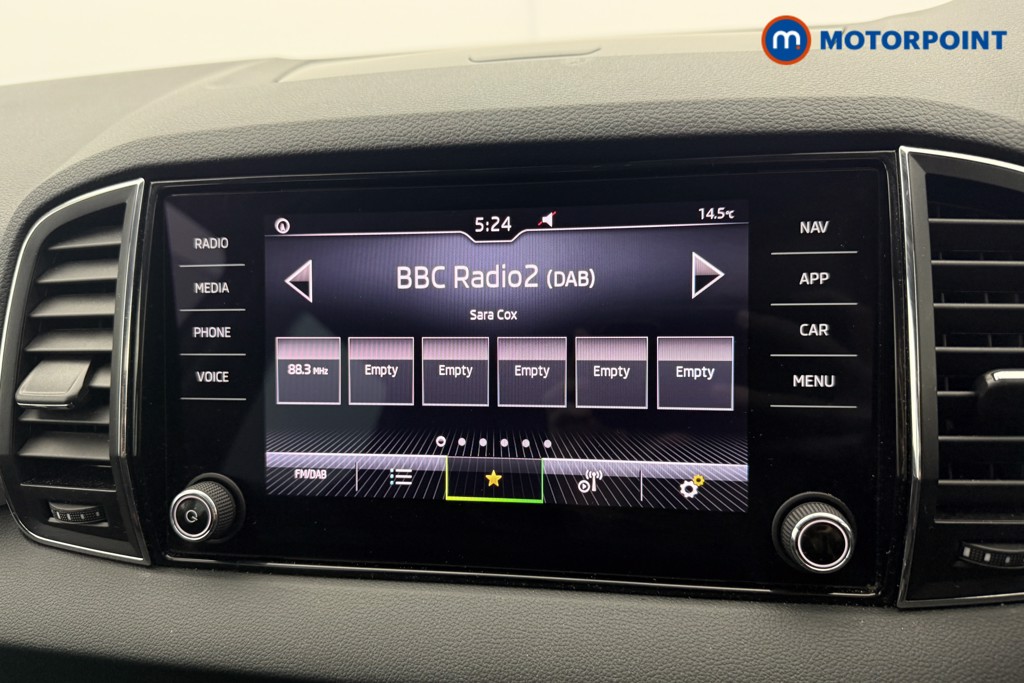 m MOTORPOINT
RADIO
MEDIA
PHONE
VOICE
5:24
14.5°C
BBC Radio2 (DAB)
Sara Cox
88.3 MHz
Empty
Empty
Empty
Empty
Empty
FM/DAB
NAV
APP
CAR
MENU